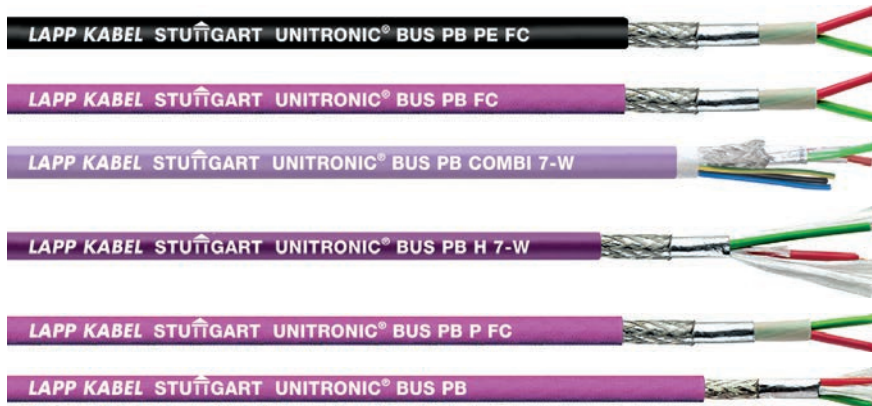 LAPP KABEL STUTTGART UNITRONIC® BUS PB PE FC
LAPP KABEL STUTTGART UNITRONIC® BUS PB FC
LAPP KABEL STUTTGART UNITRONIC® BUS PB COMBI 7-W
LAPP KABEL STUTTGART UNITRONIC® BUS PB H 7-W
LAPP KABEL STUTTGART UNITRONIC® BUS PB P FC
LAPP KABEL STUTTGART UNITRONIC® BUS PB